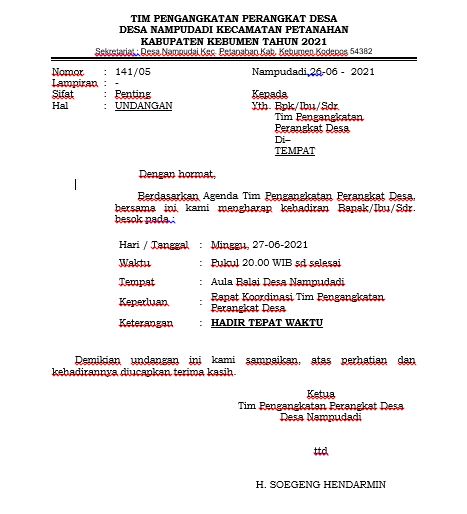 TIM PENGANGKATAN PERANGKAT DESA
DESA NAMPUDADI KECAMATAN PETANAHAN
KABUPATEN KEBUMEN TAHUN 2021
Sekretariat : Desa Nampudai Kec. Petanahan Kab. Kebumen Kodepos 54382
Nomor : 141/05 Nampudadi,26-06 - 2021
Lampiran : -
Sifat : Penting Kepada
Hal : UNDANGAN Yth. Bpk/Ibu/Sdr
Tim Pengangkatan
Perangkat Desa
Di–
TEMPAT
Dengan hormat,
Berdasarkan Agenda Tim Pengangkatan Perangkat Desa,
bersama ini kami mengharap kehadiran Bapak/Ibu/Sdr.
besok pada :
Hari / Tanggal : Minggu, 27-06-2021
Waktu : Pukul 20.00 WIB sd selesai
Tempat : Aula Balai Desa Nampudadi
Keperluan : Rapat Koordinasi Tim Pengangkatan
Perangkat Desa
Keterangan : HADIR TEPAT WAKTU
Demikian undangan ini kami sampaikan, atas perhatian dan
kehadirannya diucapkan terima kasih.
Ketua
Tim Pengangkatan Perangkat Desa
Desa Nampudadi
ttd
H. SOEGENG HENDARMIN